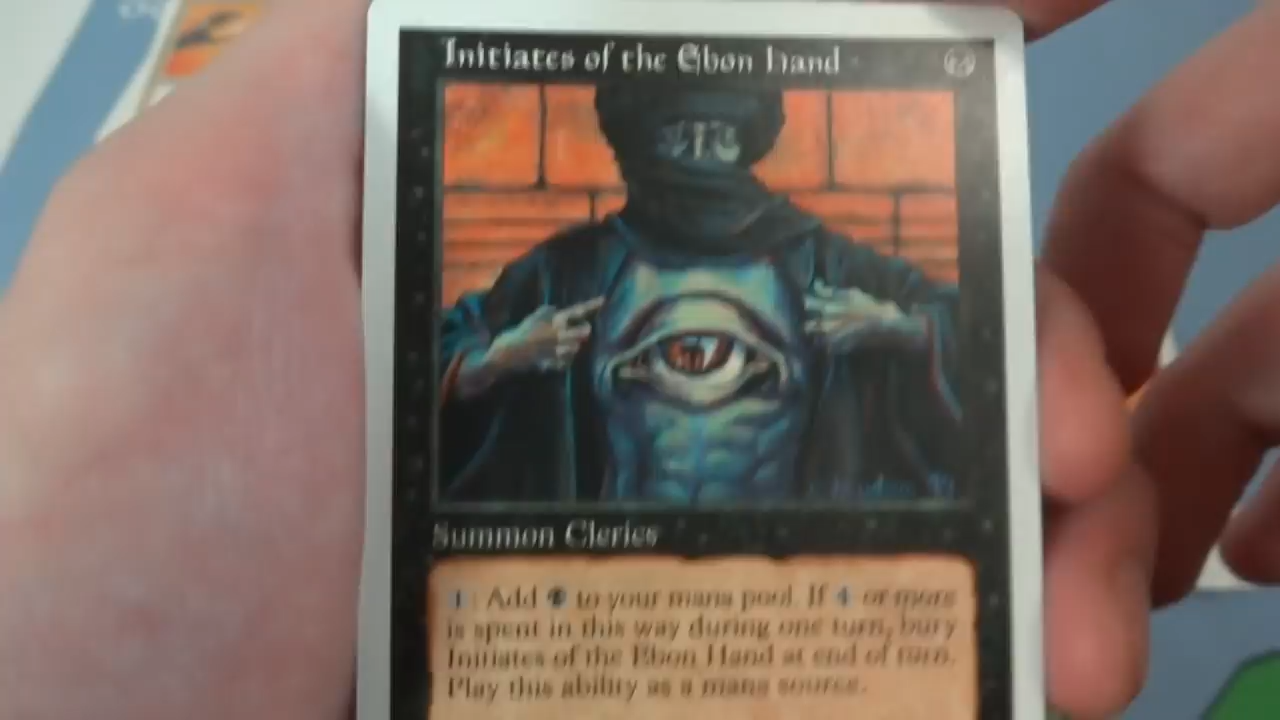 Initiates of the Ebon Hand
Summon Clerics
1: Add to your mana pool. If 4 or more
is spent in this way during one turn, bury
Initiates of the Ebon Hand at end of turn.
Play this ability as a mana source.